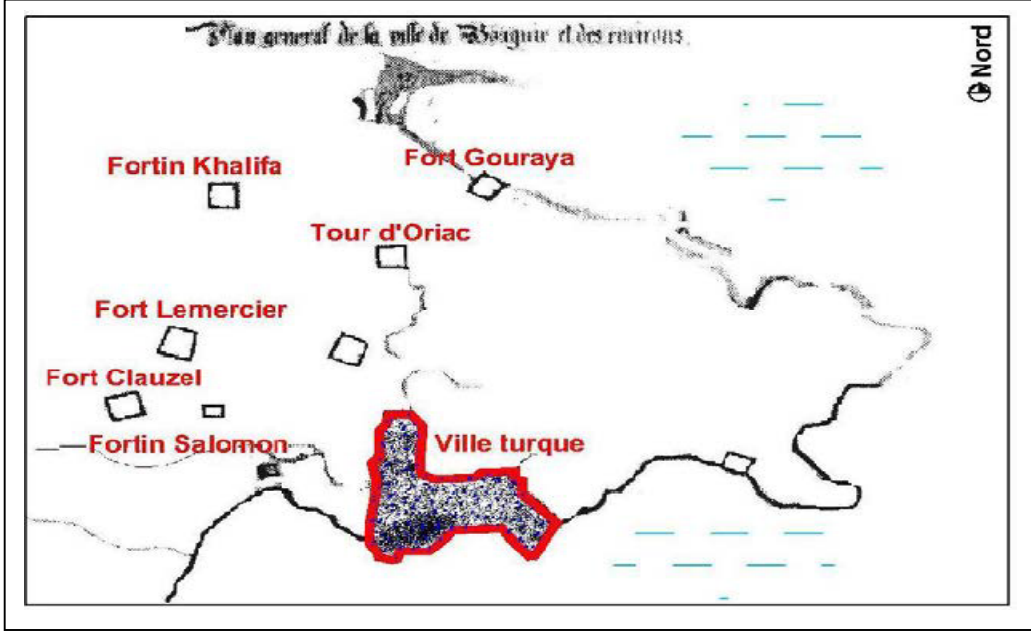 Plan general de la ville de Bougie et des environs.
Nord
Fort Gouraya
Fortin Khalifa
Tour d'Oriac
Fort Lemercier
Fort Clauzel
Fortin Salomon
Ville turque